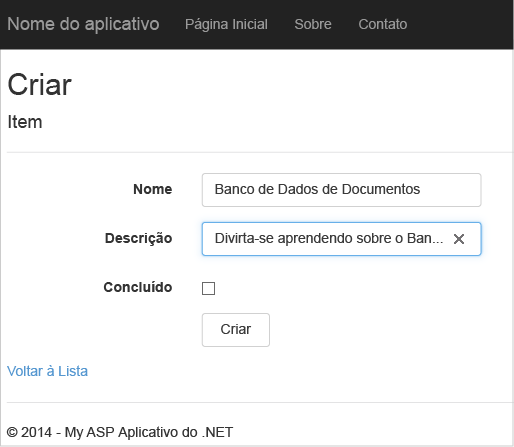 Nome do aplicativo Página Inicial Sobre Contato
Criar
Item
Nome Banco de Dados de Documentos
Descrição Divirta-se aprendendo sobre o Ban...
Concluído
Criar
Voltar à Lista
© 2014 - My ASP Aplicativo do .NET